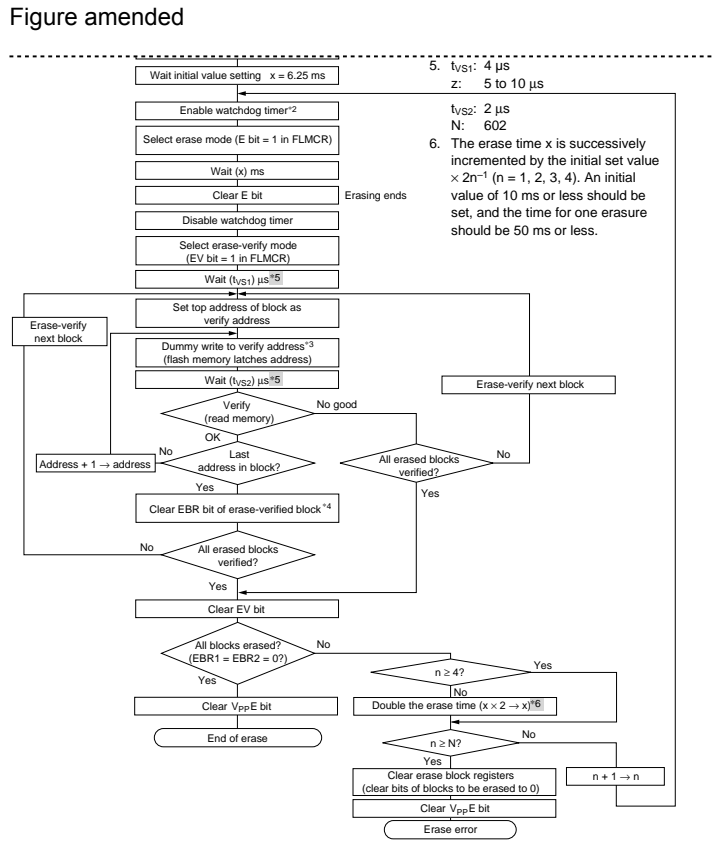 Figure amended
Wait initial value setting x = 6.25 ms
Enable watchdog timer*2
Select erase mode (E bit = 1 in FLMCR)
Wait (x) ms
Clear E bit
Erasing ends
Disable watchdog timer
Select erase-verify mode
(EV bit = 1 in FLMCR)
Wait (tVS1) μs*5
Set top address of block as
verify address
Erase-verify
next block
Dummy write to verify address*3
(flash memory latches address)
Wait (tVS2) μs*5
Erase-verify next block
Verify
(read memory)
No good
OK
Last
address in block?
No
Address + 1 → address
Yes
All erased blocks
verified?
No
Yes
Clear EBR bit of erase-verified block*4
All erased blocks
verified?
No
Yes
Clear EV bit
All blocks erased?
(EBR1 = EBR2 = 0?)
No
Yes
n ≥ 4?
Yes
No
Clear VPPE bit
Double the erase time (x × 2 → x)*6
End of erase
n ≥ N?
No
Yes
Clear erase block registers
(clear bits of blocks to be erased to 0)
n + 1 → n
Clear VPPE bit
Erase error
5. tVS1: 4 μs
z: 5 to 10 μs
tVS2: 2 μs
N: 602
6. The erase time x is successively
incremented by the initial set value
× 2n–1 (n = 1, 2, 3, 4). An initial
value of 10 ms or less should be
set, and the time for one erasure
should be 50 ms or less.